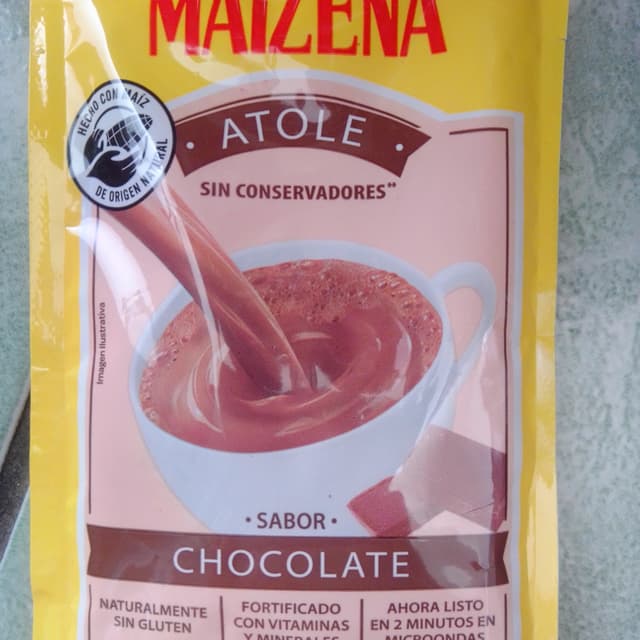 MAIZENA
HECHO CON MAÍZ
DE ORIGEN NATURAL
· ATOLE ·
SIN CONSERVADORES"
Imagen ilustrativa
· SABOR ·
CHOCOLATE
NATURALMENTE
SIN GLUTEN
FORTIFICADO
CON VITAMINAS
Y MINERALES
AHORA LISTO
EN 2 MINUTOS EN
MICROONDAS